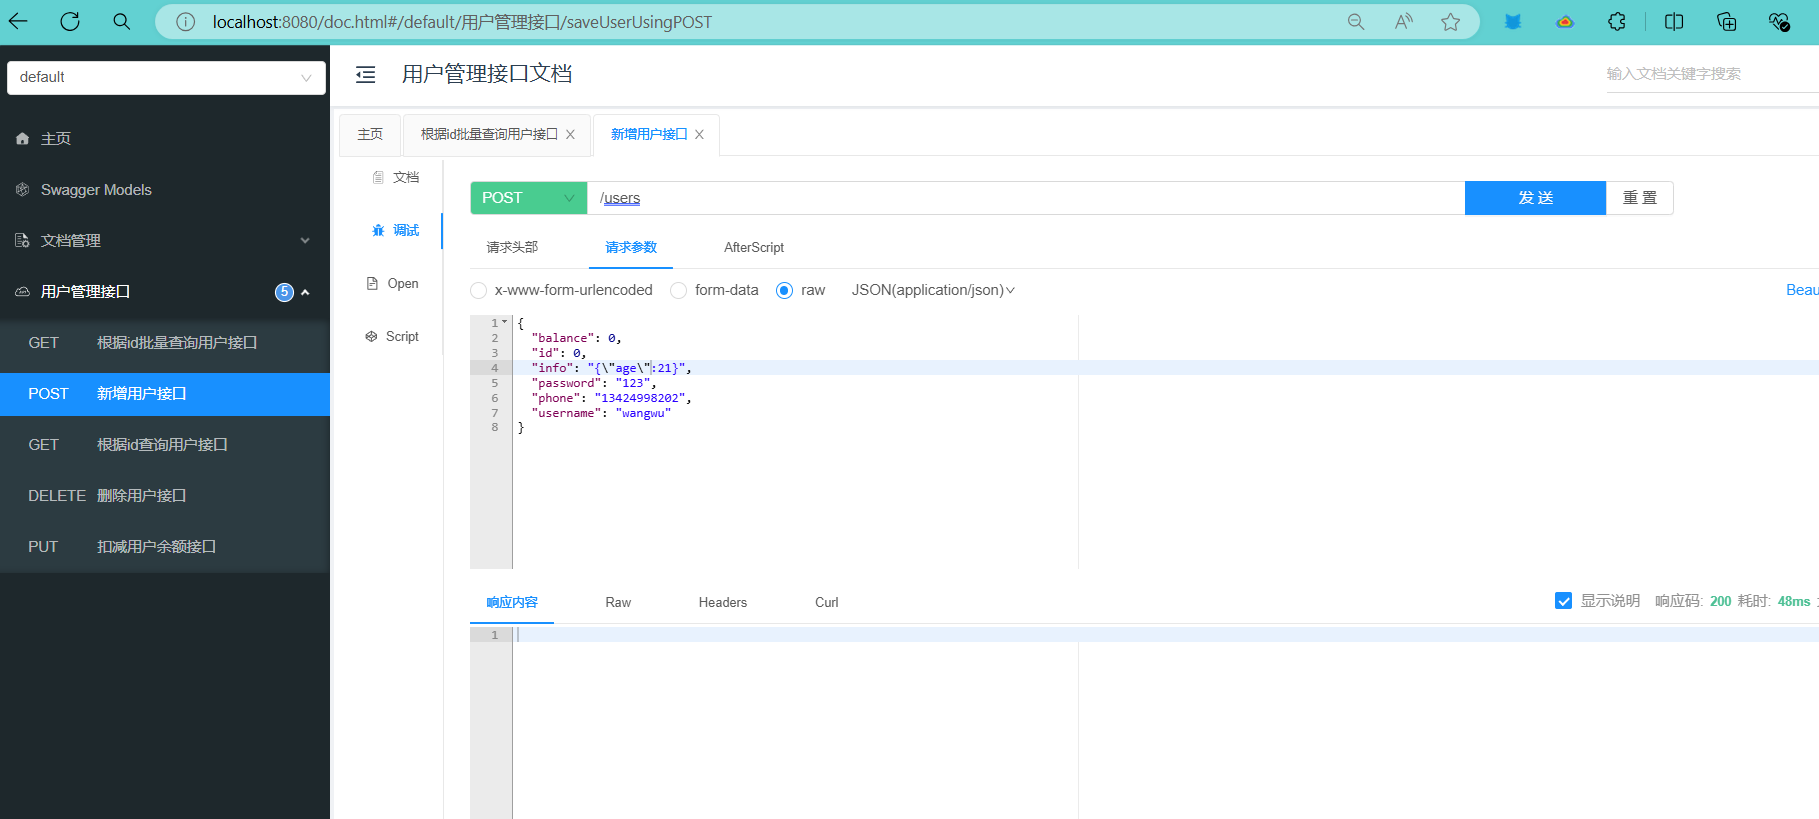 localhost:8080/doc.html#/default/用户管理接口/saveUserUsingPOST
default
用户管理接口文档
输入文档关键字搜索
主页
Swagger Models
文档管理
用户管理接口 5
GET 根据id批量查询用户接口
POST 新增用户接口
GET 根据id查询用户接口
DELETE 删除用户接口
PUT 扣减用户余额接口
主页 根据id批量查询用户接口 新增用户接口
文档
调试
Open
Script
POST /users 发 送 重 置
请求头部 请求参数 AfterScript
x-www-form-urlencoded form-data raw JSON(application/json) Beau
1 {
2 "balance": 0,
3 "id": 0,
4 "info": "{\"age\":21}",
5 "password": "123",
6 "phone": "13424998202",
7 "username": "wangwu"
8 }
响应内容 Raw Headers Curl 显示说明 响应码: 200 耗时: 48ms
1